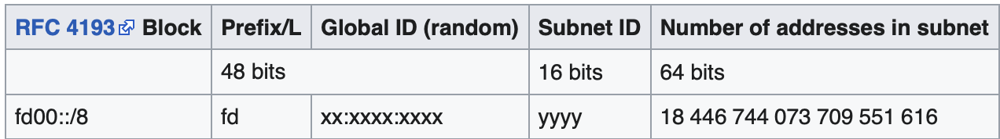 RFC 4193 Block Prefix/L Global ID (random) Subnet ID Number of addresses in subnet
48 bits 16 bits 64 bits
fd00::/8 fd xx:xxxx:xxxx yyyy 18 446 744 073 709 551 616